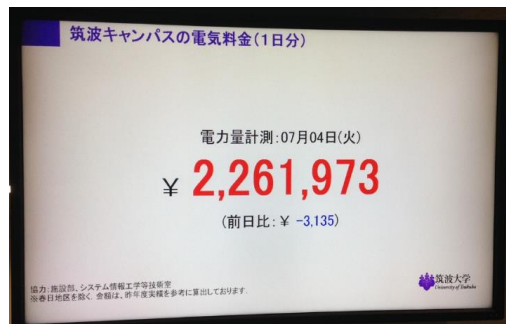 筑波キャンパスの電気料金(1日分)
電力量計測:07月04日(火)
¥ 2,261,973
(前日比:¥ -3,135)
協力:施設部、システム情報工学等技術室
※春日地区を除く 金額は、昨年度実績を参考に算出しております.
筑波大学
University of Tsukuba